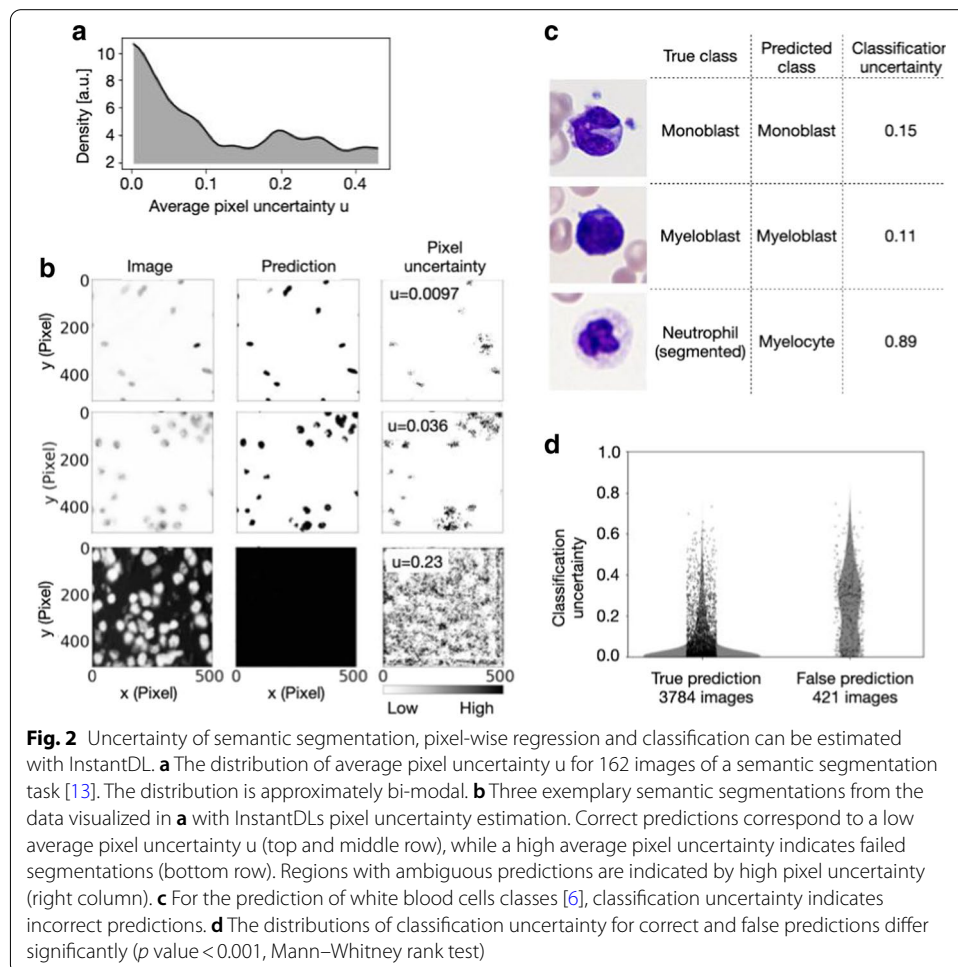 a
Density [a.u.]
10
8
6
4
2
0.0 0.1 0.2 0.4
Average pixel uncertainty u
b
Image Prediction Pixel uncertainty
y (Pixel)
0
200
400
u=0.0097
y (Pixel)
0
200
400
u=0.036
y (Pixel)
0
200
400
u=0.23
0 500 0 500 0 500
x (Pixel) x (Pixel)
Low High
c
True class Predicted class Classification uncertainty
Monoblast Monoblast 0.15
Myeloblast Myeloblast 0.11
Neutrophil (segmented) Myelocyte 0.89
d
Classification uncertainty
1.0
0.8
0.6
0.4
0.2
0.0
True prediction False prediction
3784 images 421 images
Fig. 2 Uncertainty of semantic segmentation, pixel-wise regression and classification can be estimated
with InstantDL. a The distribution of average pixel uncertainty u for 162 images of a semantic segmentation
task [13]. The distribution is approximately bi-modal. b Three exemplary semantic segmentations from the
data visualized in a with InstantDLs pixel uncertainty estimation. Correct predictions correspond to a low
average pixel uncertainty u (top and middle row), while a high average pixel uncertainty indicates failed
segmentations (bottom row). Regions with ambiguous predictions are indicated by high pixel uncertainty
(right column). c For the prediction of white blood cells classes [6], classification uncertainty indicates
incorrect predictions. d The distributions of classification uncertainty for correct and false predictions differ
significantly (p value < 0.001, Mann–Whitney rank test)